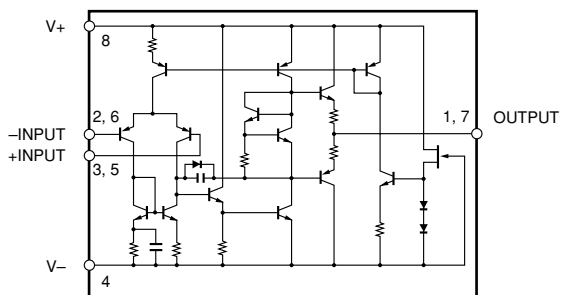 V+
8
2, 6
–INPUT
+INPUT
3, 5
1, 7
OUTPUT
V–
4